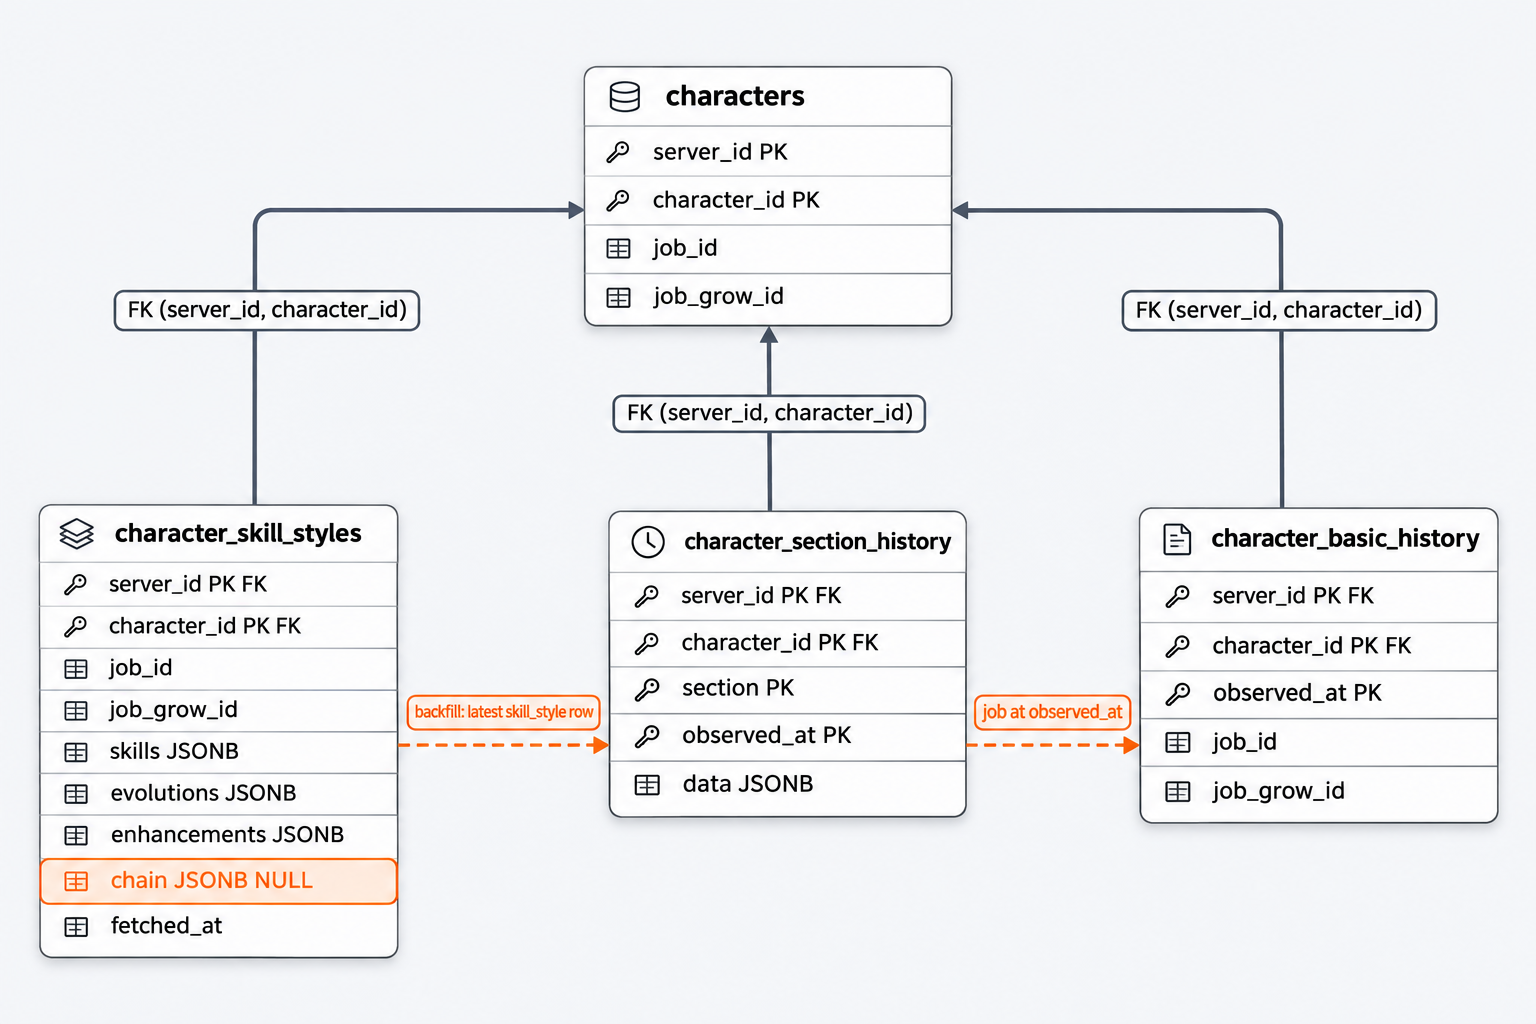 characters
server_id PK
character_id PK
job_id
job_grow_id
FK (server_id, character_id)
FK (server_id, character_id)
FK (server_id, character_id)
character_skill_styles
server_id PK FK
character_id PK FK
job_id
job_grow_id
skills JSONB
evolutions JSONB
enhancements JSONB
chain JSONB NULL
fetched_at
backfill: latest skill_style row
character_section_history
server_id PK FK
character_id PK FK
section PK
observed_at PK
data JSONB
job at observed_at
character_basic_history
server_id PK FK
character_id PK FK
observed_at PK
job_id
job_grow_id